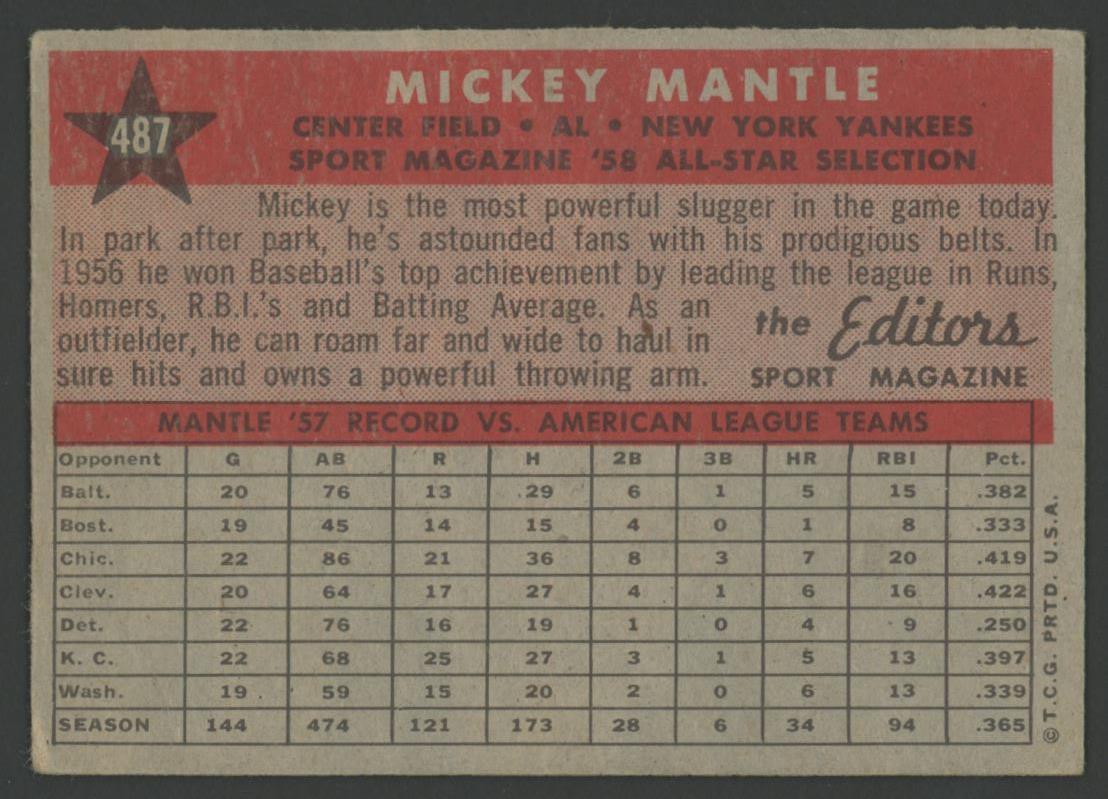 487
MICKEY MANTLE
CENTER FIELD • AL • NEW YORK YANKEES
SPORT MAGAZINE '58 ALL-STAR SELECTION
Mickey is the most powerful slugger in the game today.
In park after park, he's astounded fans with his prodigious belts. In
1956 he won Baseball's top achievement by leading the league in Runs,
Homers, R.B.I.'s and Batting Average. As an
outfielder, he can roam far and wide to haul in
sure hits and owns a powerful throwing arm.
the Editors
SPORT MAGAZINE
MANTLE '57 RECORD VS. AMERICAN LEAGUE TEAMS
Opponent G AB R H 2B 3B HR RBI Pct.
Balt. 20 76 13 29 6 1 5 15 .382
Bost. 19 45 14 15 4 0 1 8 .333
Chic. 22 86 21 36 8 3 7 20 .419
Clev. 20 64 17 27 4 1 6 16 .422
Det. 22 76 16 19 1 0 4 9 .250
K. C. 22 68 25 27 3 1 5 13 .397
Wash. 19 59 15 20 2 0 6 13 .339
SEASON 144 474 121 173 28 6 34 94 .365
©T.C.G. PRTD. U.S.A.